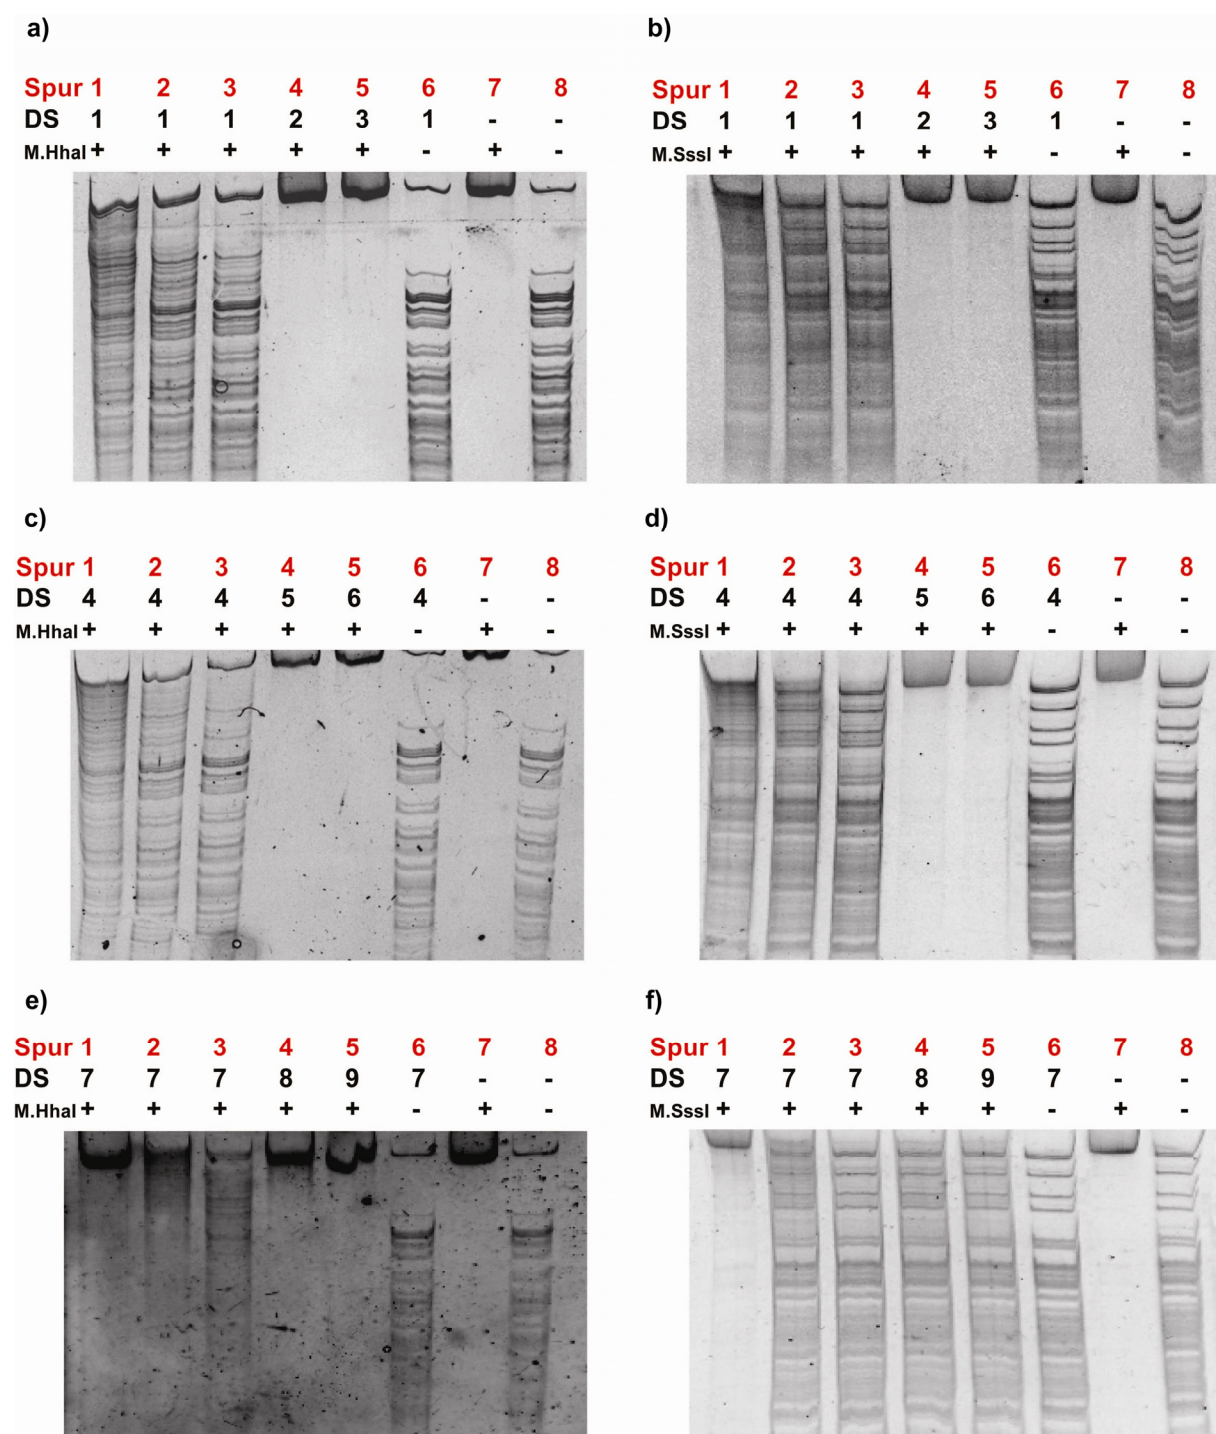 a)
Spur 1 2 3 4 5 6 7 8
DS 1 1 1 2 3 1 - -
M.HhaI + + + + + - + -
b)
Spur 1 2 3 4 5 6 7 8
DS 1 1 1 2 3 1 - -
M.SssI + + + + + - + -
c)
Spur 1 2 3 4 5 6 7 8
DS 4 4 4 5 6 4 - -
M.HhaI + + + + + - + -
d)
Spur 1 2 3 4 5 6 7 8
DS 4 4 4 5 6 4 - -
M.SssI + + + + + - + -
e)
Spur 1 2 3 4 5 6 7 8
DS 7 7 7 8 9 7 - -
M.HhaI + + + + + - + -
f)
Spur 1 2 3 4 5 6 7 8
DS 7 7 7 8 9 7 - -
M.SssI + + + + + - + -